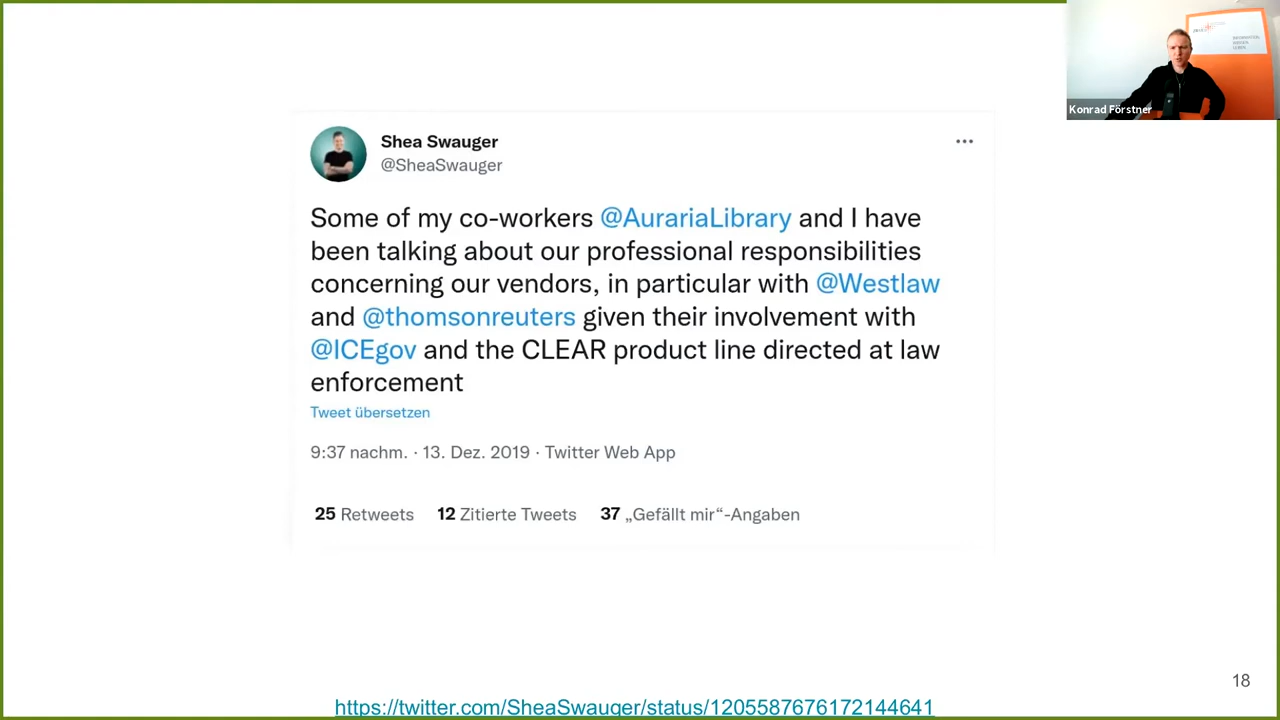 Konrad Förstner
Shea Swauger
@SheaSwauger
Some of my co-workers @AurariaLibrary and I have
been talking about our professional responsibilities
concerning our vendors, in particular with @Westlaw
and @thomsonreuters given their involvement with
@ICEgov and the CLEAR product line directed at law
enforcement
Tweet übersetzen
9:37 nachm. · 13. Dez. 2019 · Twitter Web App
25 Retweets 12 Zitierte Tweets 37 „Gefällt mir“-Angaben
18
https://twitter.com/SheaSwauger/status/1205587676172144641